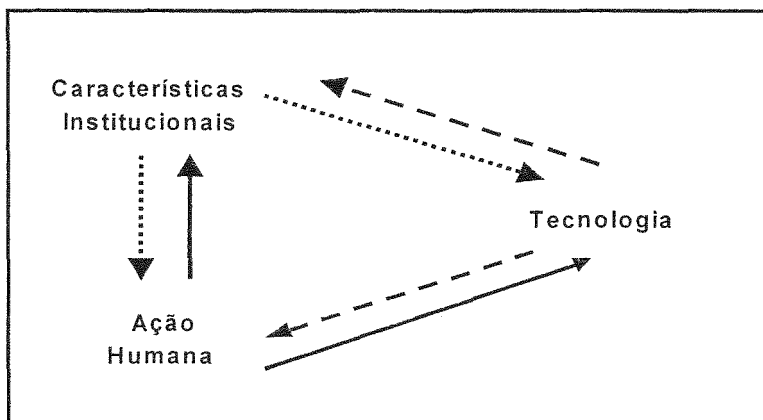 Características
Institucionais
Tecnologia
Ação
Humana